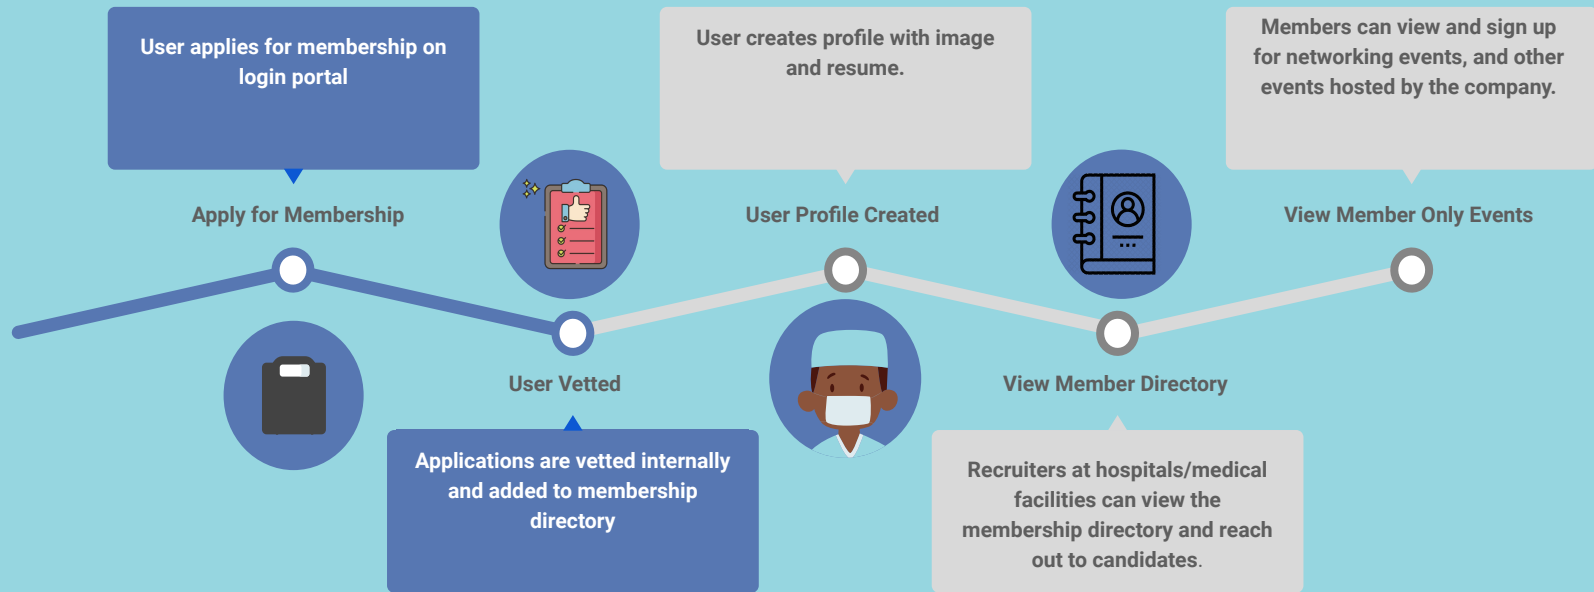 User applies for membership on
login portal
Apply for Membership
User Vetted
Applications are vetted internally
and added to membership
directory
User creates profile with image
and resume.
User Profile Created
View Member Directory
Recruiters at hospitals/medical
facilities can view the
membership directory and reach
out to candidates.
Members can view and sign up
for networking events, and other
events hosted by the company.
View Member Only Events